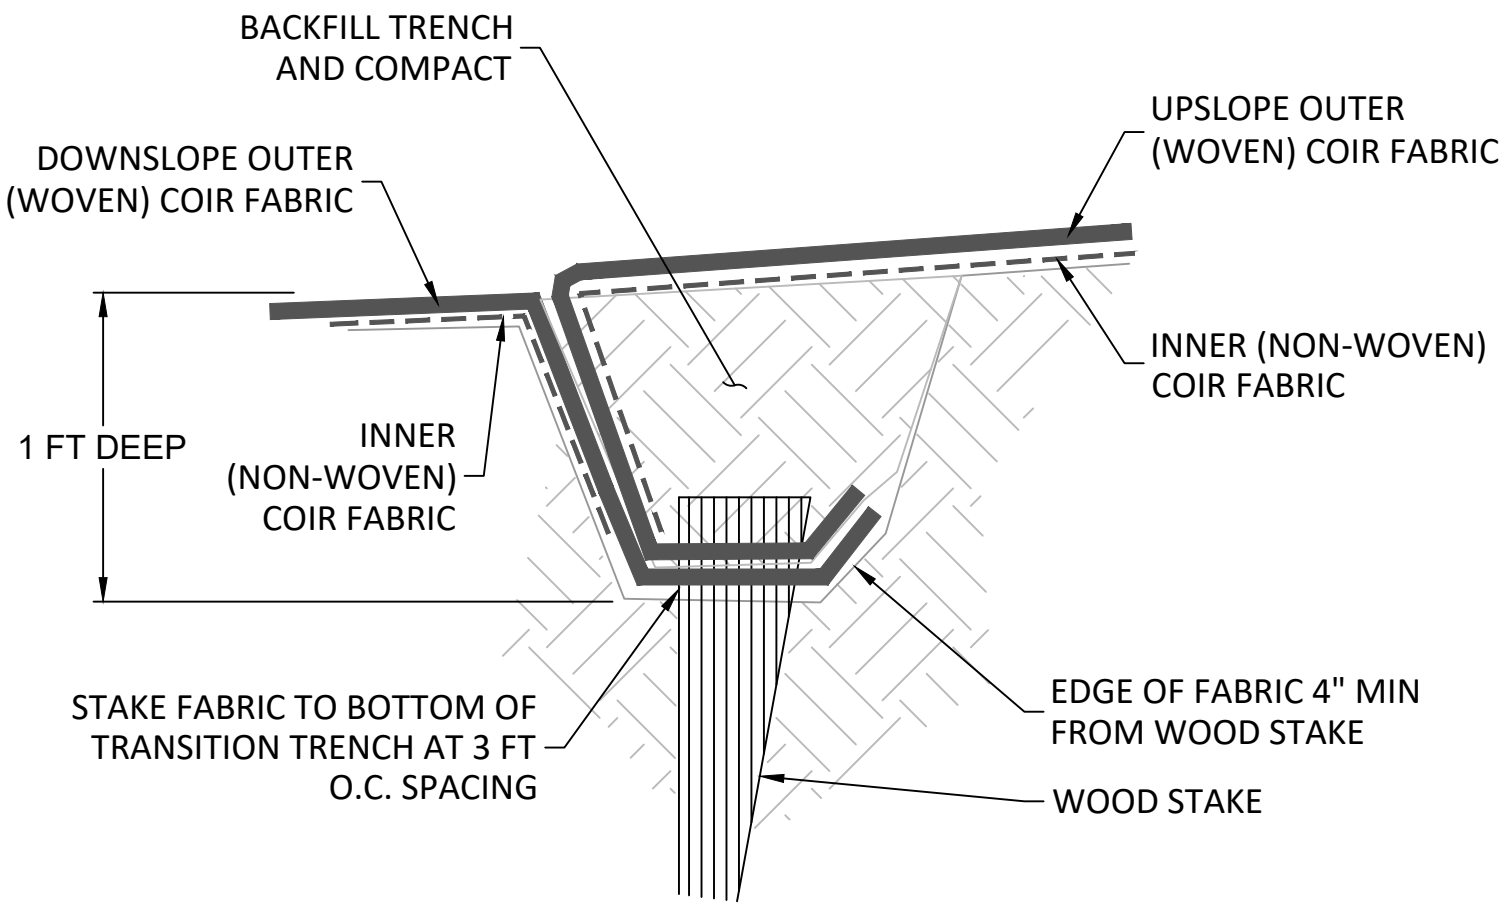 BACKFILL TRENCH
AND COMPACT
UPSLOPE OUTER
(WOVEN) COIR FABRIC
DOWNSLOPE OUTER
(WOVEN) COIR FABRIC
INNER (NON-WOVEN)
COIR FABRIC
1 FT DEEP
INNER
(NON-WOVEN)
COIR FABRIC
STAKE FABRIC TO BOTTOM OF
TRANSITION TRENCH AT 3 FT
O.C. SPACING
EDGE OF FABRIC 4" MIN
FROM WOOD STAKE
WOOD STAKE